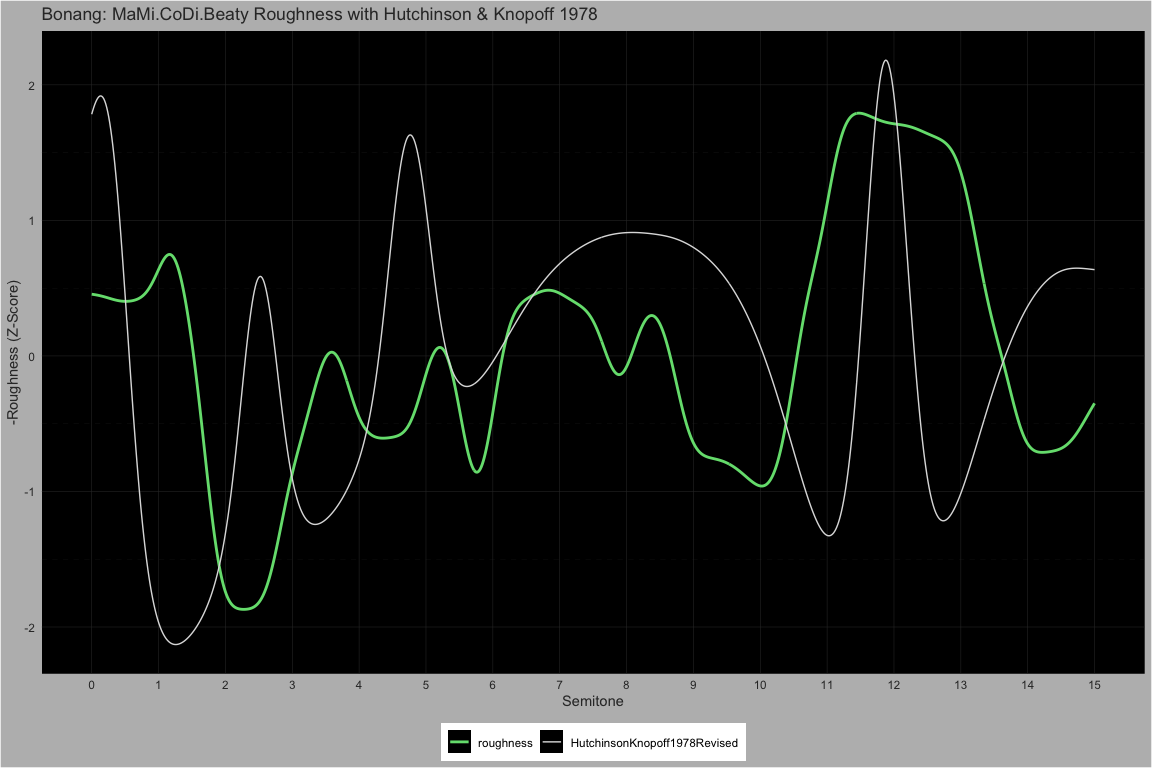 Bonang: MaMi.CoDi.Beaty Roughness with Hutchinson & Knopoff 1978
-Roughness (Z-Score)
2
1
0
-1
-2
0 1 2 3 4 5 6 7 8 9 10 11 12 13 14 15
Semitone
roughness HutchinsonKnopoff1978Revised